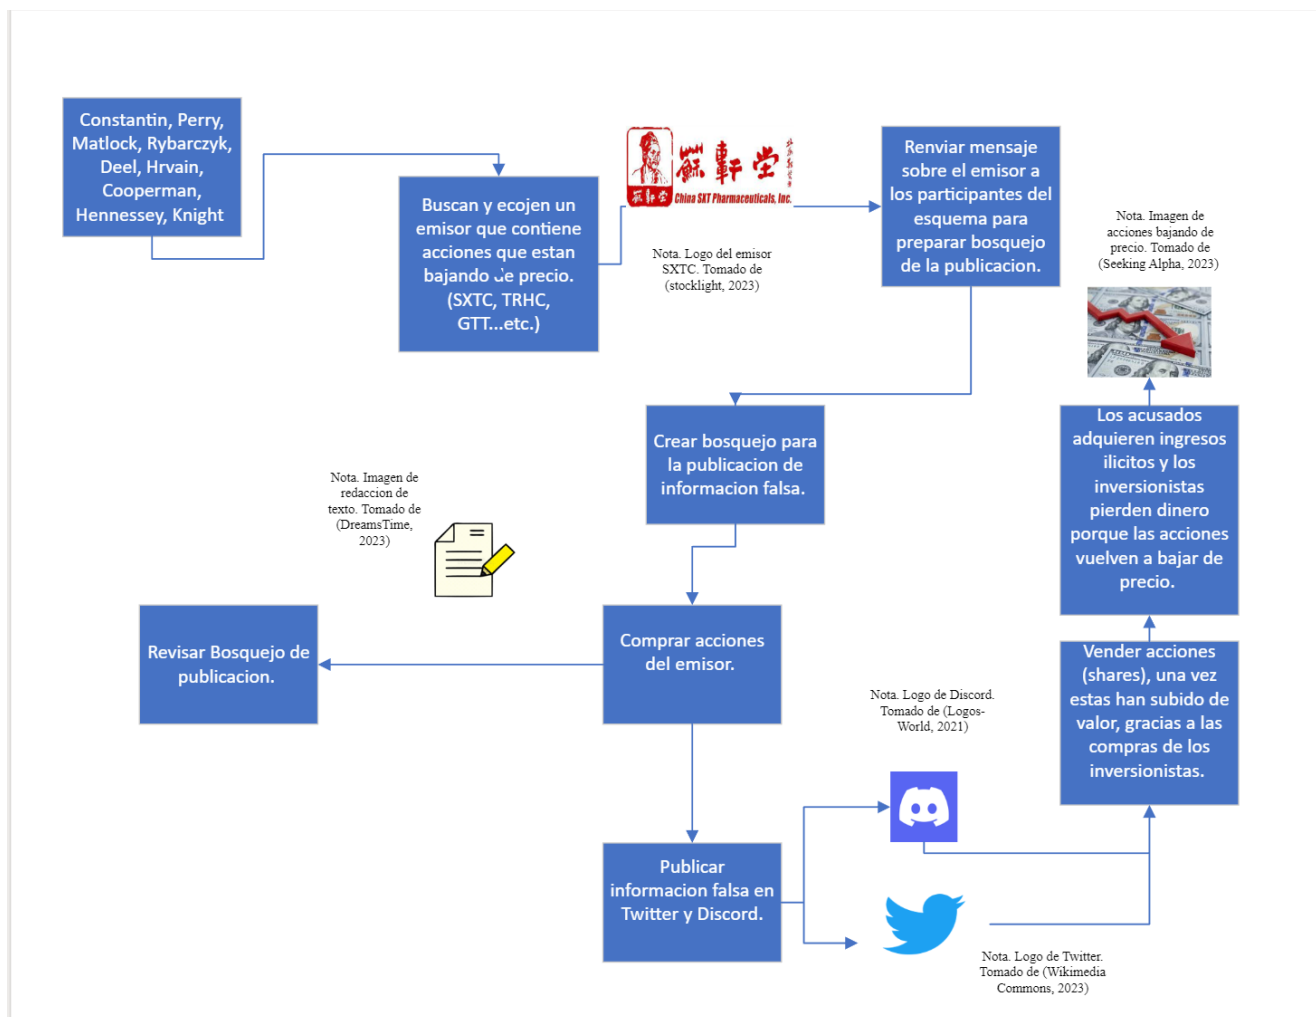 Constantin, Perry,
Matlock, Rybarczyk,
Deel, Hrvain,
Cooperman,
Hennessey, Knight
Buscan y ecojen un
emisor que contiene
acciones que estan
bajando de precio.
(SXTC, TRHC,
GTT...etc.)
蘇軒堂
蘇軒堂
China SXT Pharmaceuticals, Inc.
Nota. Logo del emisor
SXTC. Tomado de
(stocklight, 2023)
Renviar mensaje
sobre el emisor a
los participantes del
esquema para
preparar bosquejo
de la publicacion.
Nota. Imagen de
acciones bajando de
precio. Tomado de
(Seeking Alpha, 2023)
Crear bosquejo para
la publicacion de
informacion falsa.
Nota. Imagen de
redaccion de
texto. Tomado de
(DreamsTime,
2023)
Comprar acciones
del emisor.
Revisar Bosquejo de
publicacion.
Publicar
informacion falsa en
Twitter y Discord.
Nota. Logo de Discord.
Tomado de (Logos-
World, 2021)
Nota. Logo de Twitter.
Tomado de (Wikimedia
Commons, 2023)
Vender acciones
(shares), una vez
estas han subido de
valor, gracias a las
compras de los
inversionistas.
Los acusados
adquieren ingresos
ilicitos y los
inversionistas
pierden dinero
porque las acciones
vuelven a bajar de
precio.